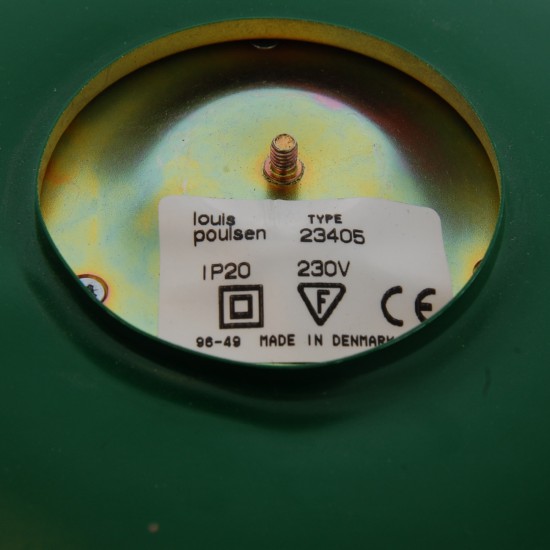 louis poulsen
TYPE 23405
IP20 230V
F CE
96-49 MADE IN DENMARK